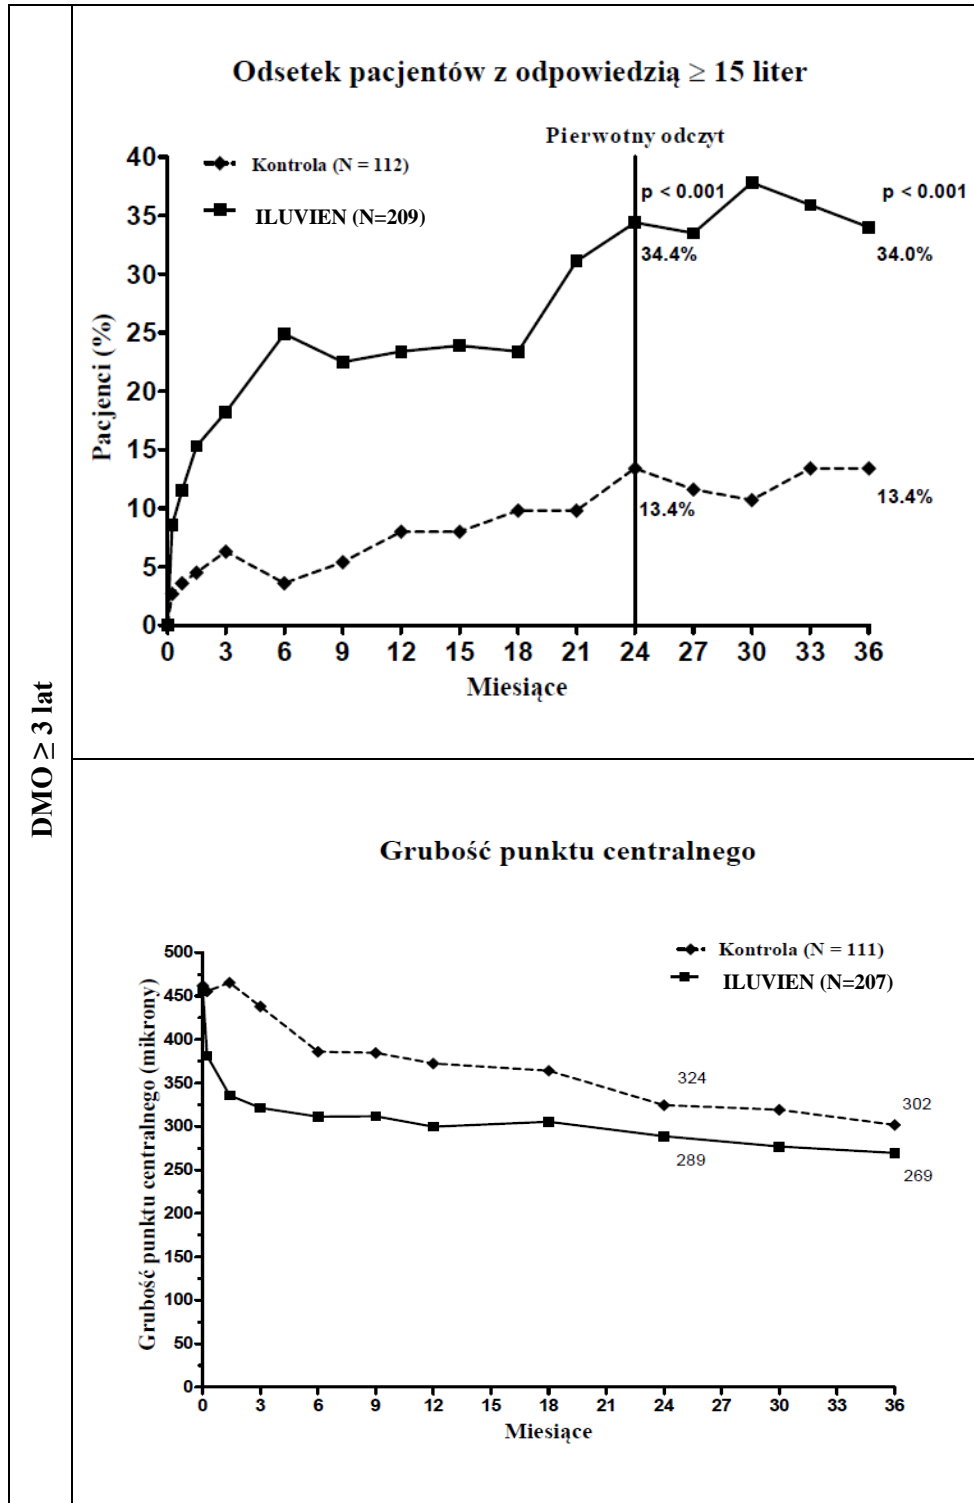 DMO ≥ 3 lat
Odsetek pacjentów z odpowiedzią ≥ 15 liter
Pierwotny odczyt
Kontrola (N = 112)
ILUVIEN (N=209)
p < 0.001
p < 0.001
34.4%
34.0%
13.4%
13.4%
Pacjenci (%)
40
35
30
25
20
15
10
5
0
0 3 6 9 12 15 18 21 24 27 30 33 36
Miesiące
Grubość punktu centralnego
Kontrola (N = 111)
ILUVIEN (N=207)
Grubość punktu centralnego (mikrony)
500
450
400
350
300
250
200
150
100
50
0
324
302
289
269
0 3 6 9 12 15 18 21 24 27 30 33 36
Miesiące